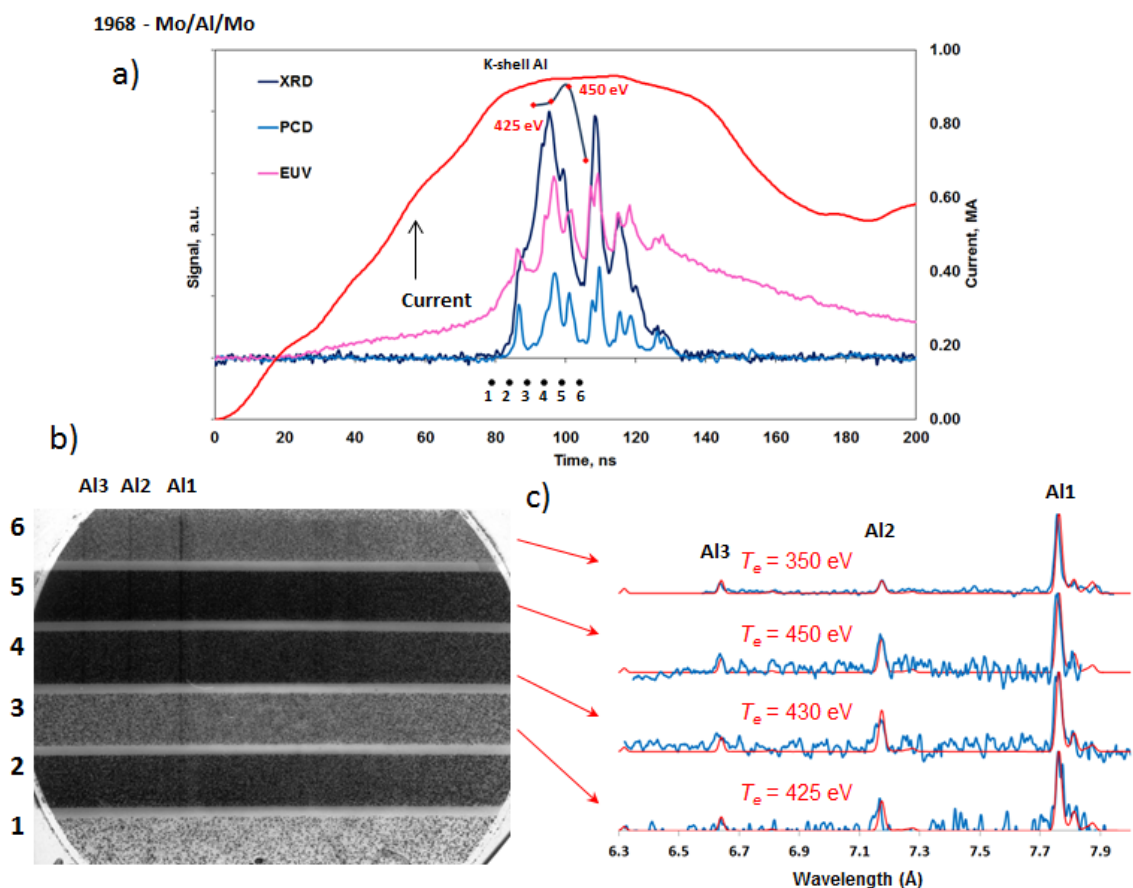 1968 - Mo/Al/Mo
a)
XRD
PCD
EUV
K-shell Al
450 eV
425 eV
Current
Signal, a.u.
1.00
0.80
0.60
0.40
0.20
0.00
Current, MA
1 2 3 4 5 6
0 20 40 60 80 100 120 140 160 180 200
Time, ns
b)
Al3 Al2 Al1
6
5
4
3
2
1
c)
Al1
Al2
Al3
Te = 350 eV
Te = 450 eV
Te = 430 eV
Te = 425 eV
6.3 6.5 6.7 6.9 7.1 7.3 7.5 7.7 7.9
Wavelength (Å)